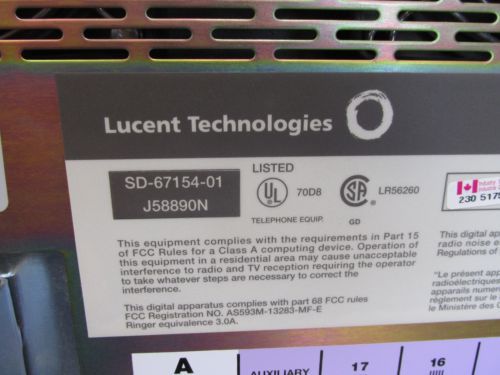 Lucent Technologies
SD-67154-01
J58890N
LISTED
UL
70D8
TELEPHONE EQUIP.
SA
LR56260
GD
230 5175
This equipment complies with the requirements in Part 15
of FCC Rules for a Class A computing device. Operation of
this equipment in a residential area may cause unacceptable
interference to radio and TV reception requiring the operator
to take whatever steps are necessary to correct the
interference.
This digital apparatus complies with part 68 FCC rules
FCC Registration NO. AS593M-13283-MF-E
Ringer equivalence 3.0A.
This digital appa
radio noise e
Regulations of
"Le présent app
radioélectriques
apparails numer
règlement sur le
le Ministère des
A
AUXILIARY
17
16